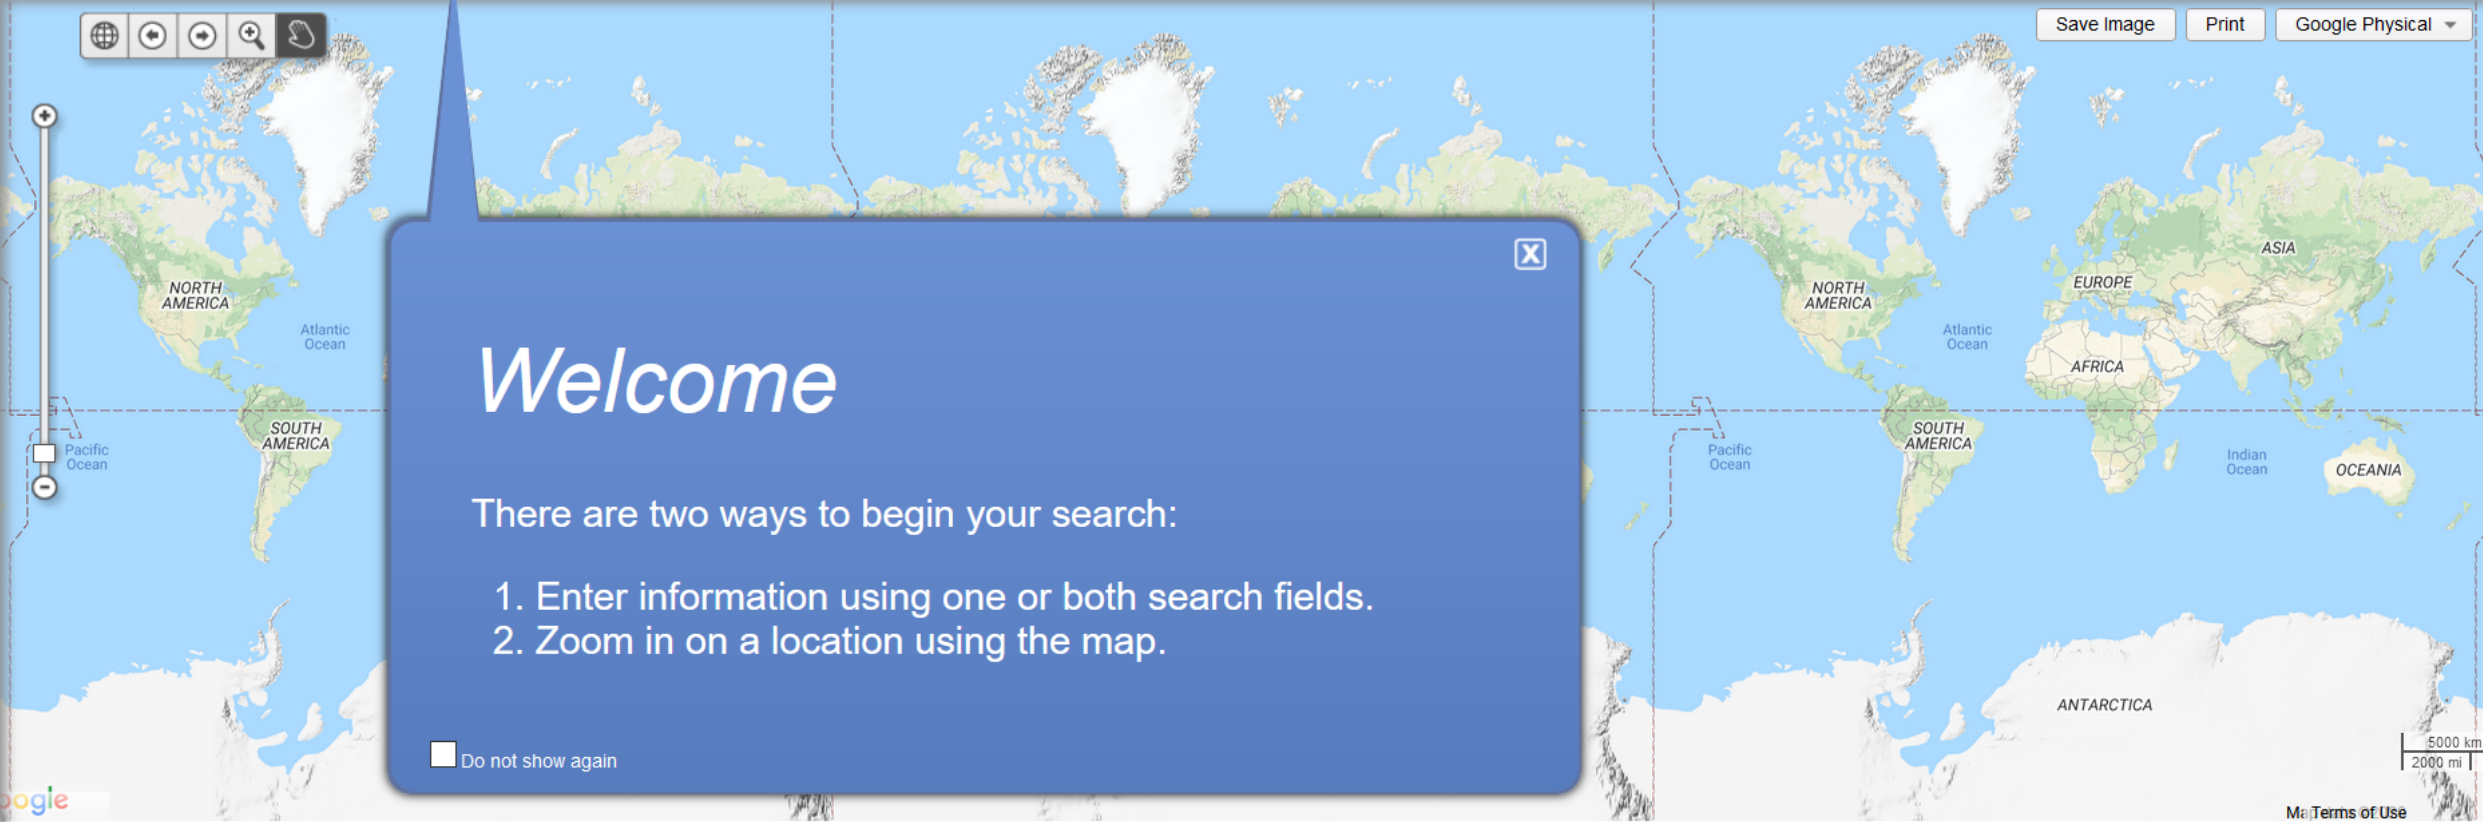 Save Image
Print
Google Physical
NORTH
AMERICA
Atlantic
Ocean
SOUTH
AMERICA
Pacific
Ocean
X
Welcome
There are two ways to begin your search:
1. Enter information using one or both search fields.
2. Zoom in on a location using the map.
Do not show again
NORTH
AMERICA
Atlantic
Ocean
EUROPE
ASIA
AFRICA
SOUTH
AMERICA
Pacific
Ocean
Indian
Ocean
OCEANIA
ANTARCTICA
5000 km
2000 mi
oogle
Terms of Use